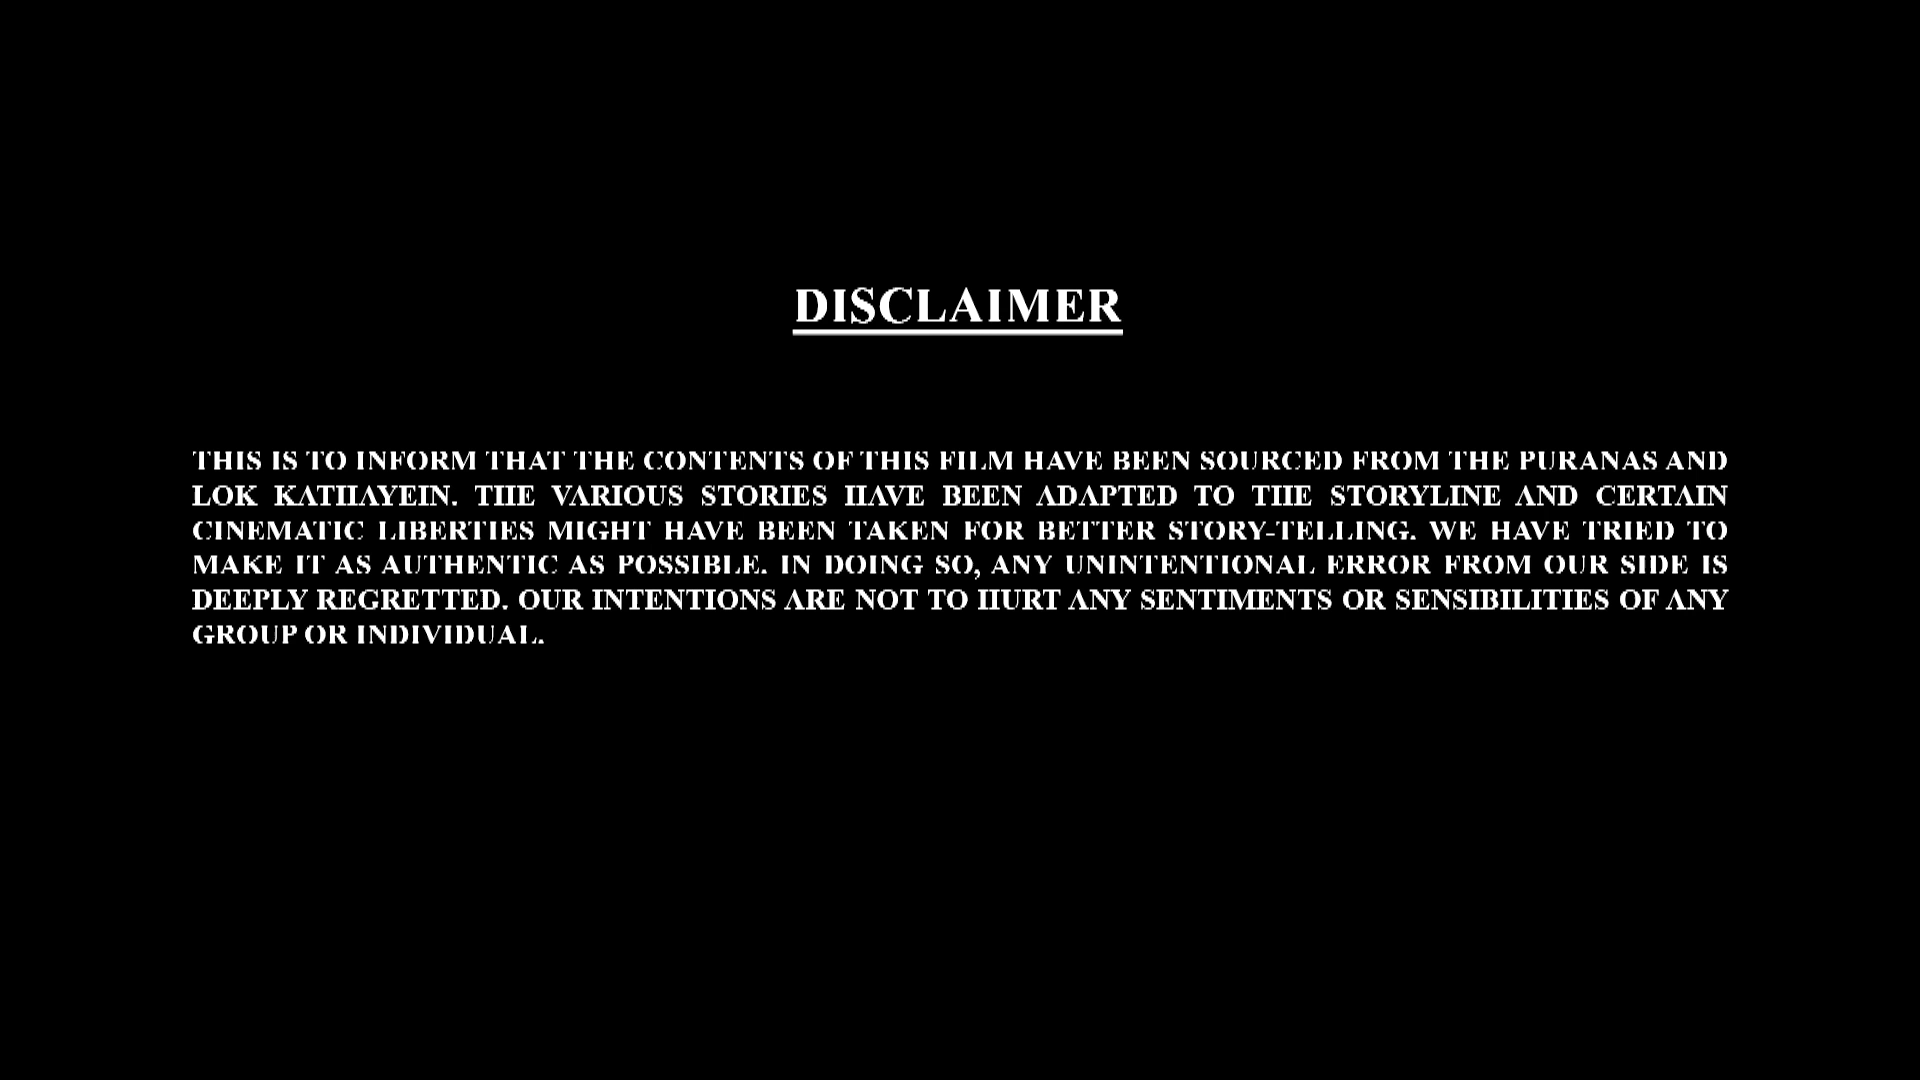 DISCLAIMER
THIS IS TO INFORM THAT THE CONTENTS OF THIS FILM HAVE BEEN SOURCED FROM THE PURANAS AND
LOK KATHAYEIN. THE VARIOUS STORIES HAVE BEEN ADAPTED TO THE STORYLINE AND CERTAIN
CINEMATIC LIBERTIES MIGHT HAVE BEEN TAKEN FOR BETTER STORY-TELLING. WE HAVE TRIED TO
MAKE IT AS AUTHENTIC AS POSSIBLE. IN DOING SO, ANY UNINTENTIONAL ERROR FROM OUR SIDE IS
DEEPLY REGRETTED. OUR INTENTIONS ARE NOT TO HURT ANY SENTIMENTS OR SENSIBILITIES OF ANY
GROUP OR INDIVIDUAL.